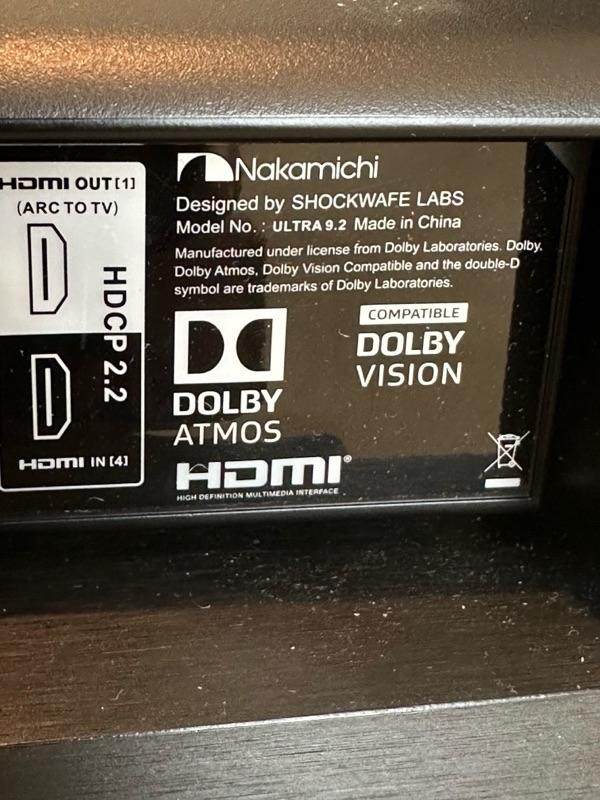 HDMI OUT[1]
(ARC TO TV)
HDCP 2.2
HDMI IN [4]
Nakamichi
Designed by SHOCKWAFE LABS
Model No. : ULTRA 9.2 Made in China
Manufactured under license from Dolby Laboratories. Dolby,
Dolby Atmos, Dolby Vision Compatible and the double-D
symbol are trademarks of Dolby Laboratories.
DOLBY
ATMOS
COMPATIBLE
DOLBY
VISION
HDMI®
HIGH DEFINITION MULTIMEDIA INTERFACE